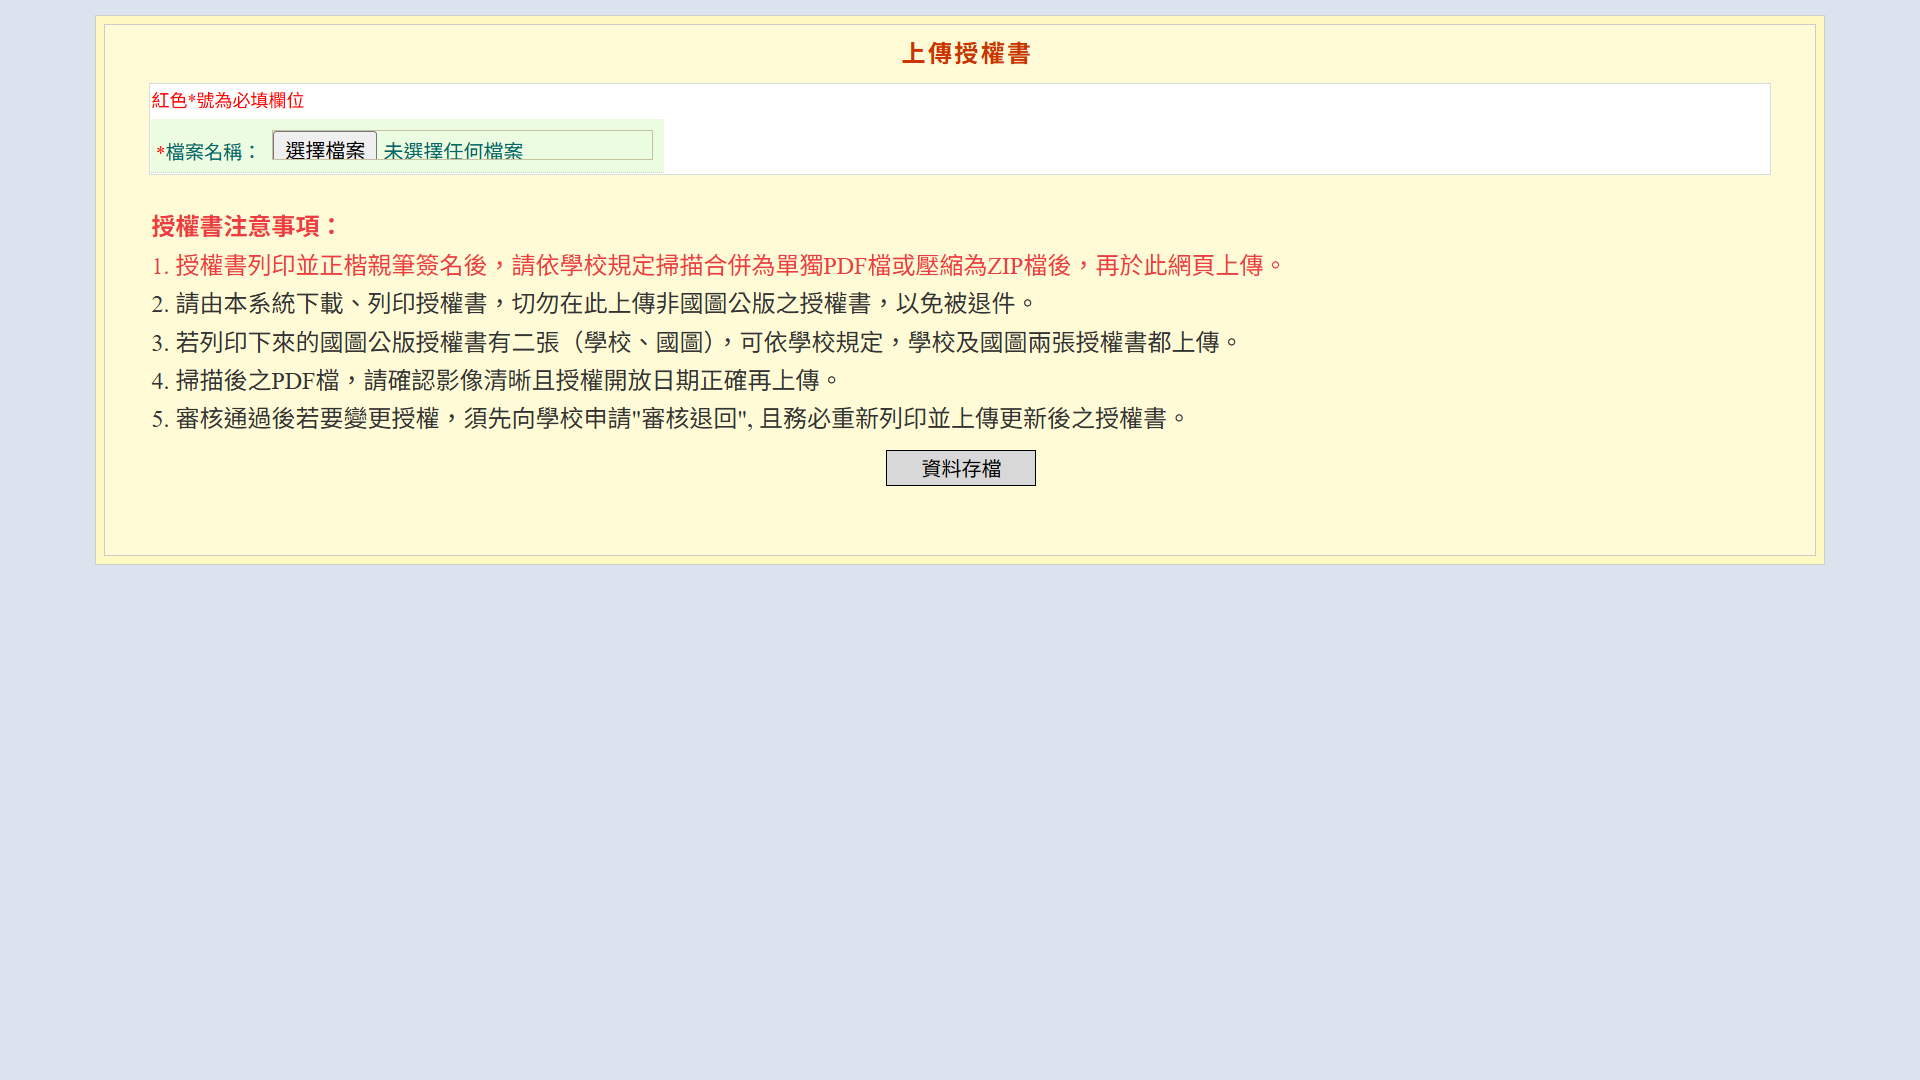 上傳授權書
紅色*號為必填欄位
*檔案名稱： 選擇檔案 未選擇任何檔案
授權書注意事項：
1. 授權書列印並正楷親筆簽名後，請依學校規定掃描合併為單獨PDF檔或壓縮為ZIP檔後，再於此網頁上傳。
2. 請由本系統下載、列印授權書，切勿在此上傳非國圖公版之授權書，以免被退件。
3. 若列印下來的國圖公版授權書有二張（學校、國圖），可依學校規定，學校及國圖兩張授權書都上傳。
4. 掃描後之PDF檔，請確認影像清晰且授權開放日期正確再上傳。
5. 審核通過後若要變更授權，須先向學校申請"審核退回", 且務必重新列印並上傳更新後之授權書。
資料存檔